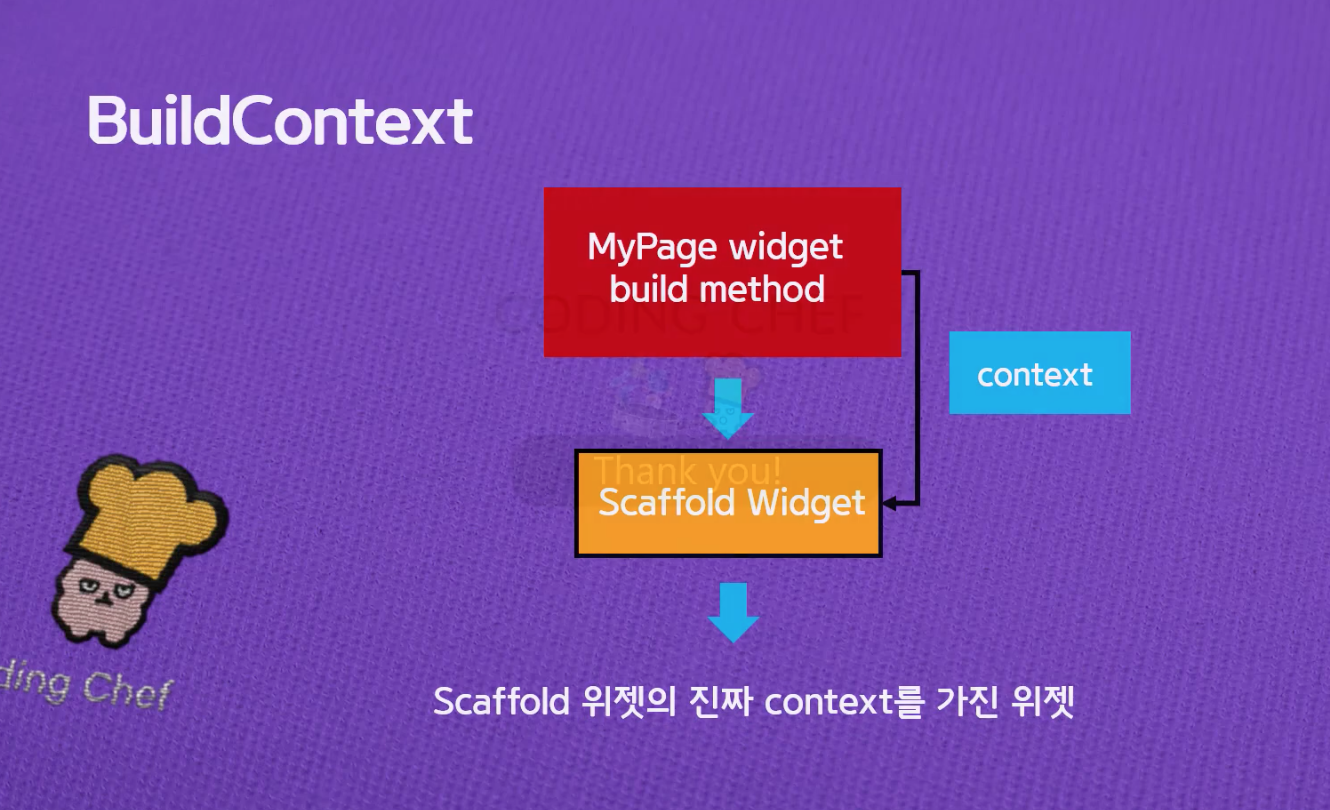 BuildContext
MyPage widget
build method
CODING CHEF
context
Thank you!
Scaffold Widget
ding Chef
Scaffold 위젯의 진짜 context를 가진 위젯